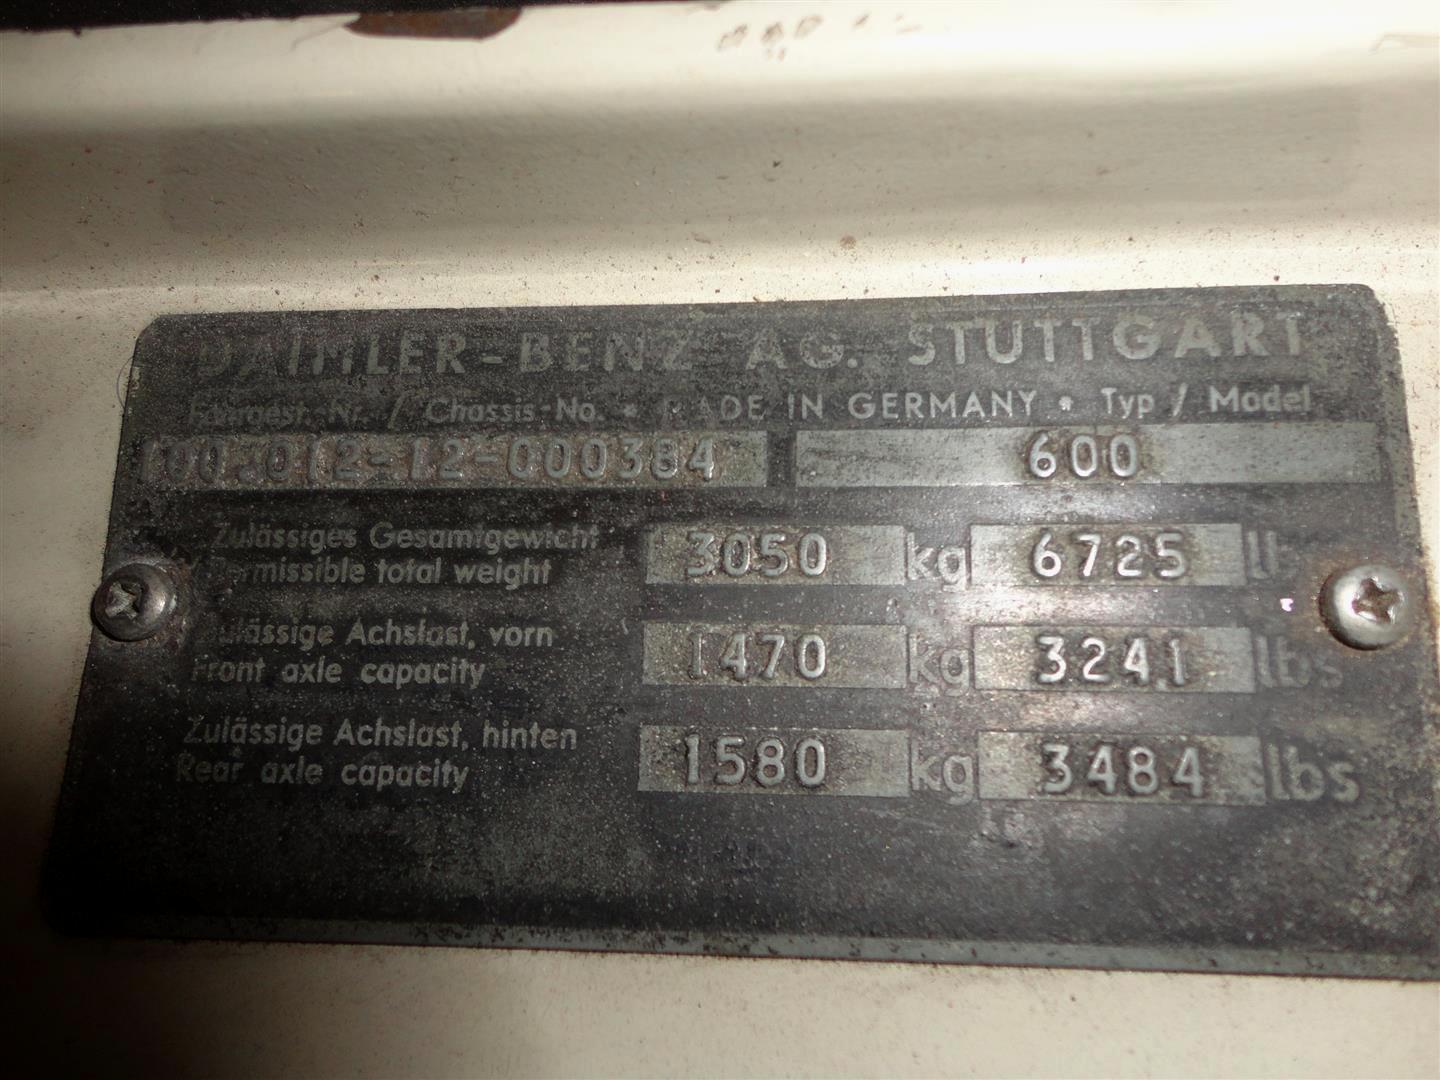 DAIMLER-BENZ AG. STUTTGART
Fahrgest.-Nr. / Chassis-No. • MADE IN GERMANY • Typ / Model
100.012-12-000384 600
Zulässiges Gesamtgewicht
Permissible total weight 3050 kg 6725 lbs
Zulässige Achslast, vorn
Front axle capacity 1470 kg 3241 lbs
Zulässige Achslast, hinten
Rear axle capacity 1580 kg 3484 lbs